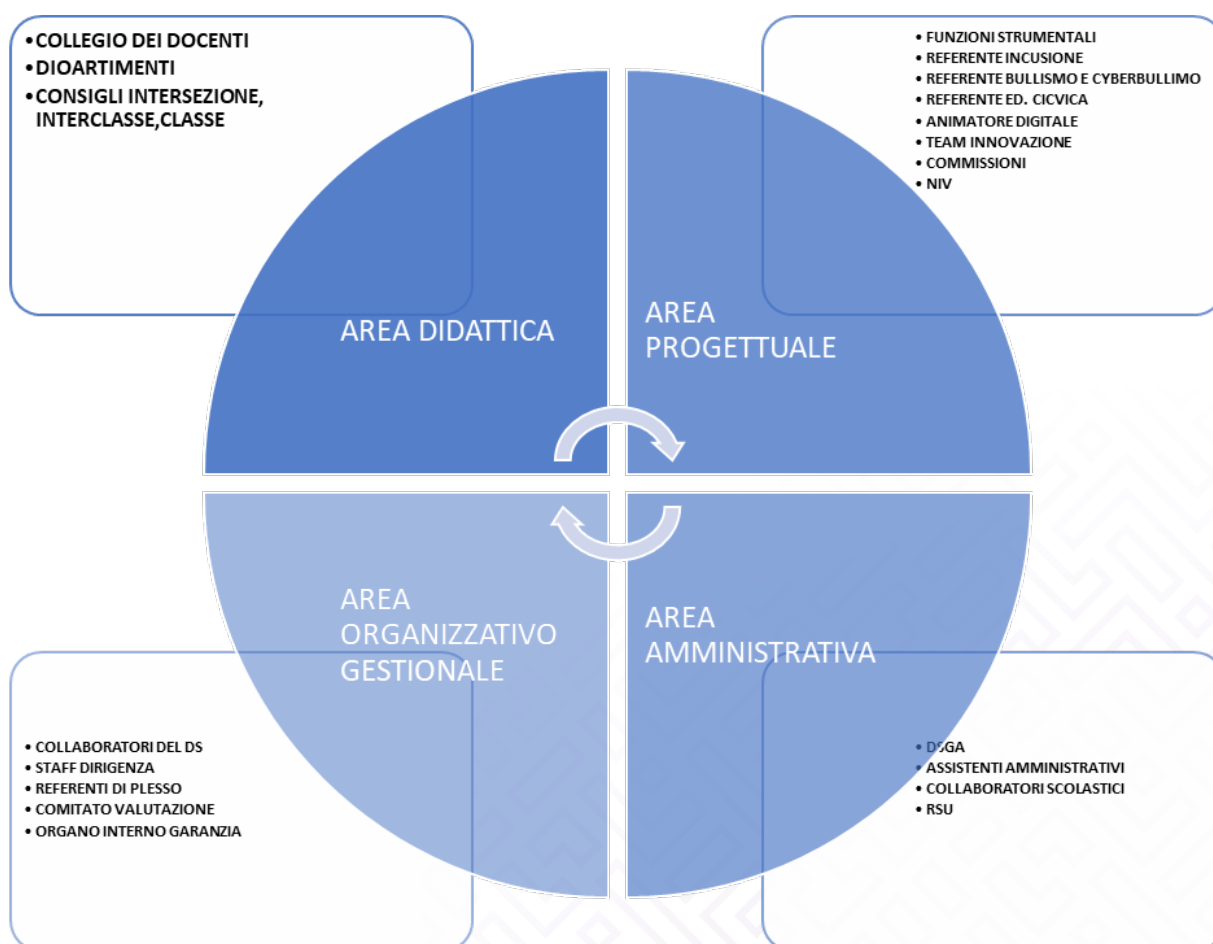 •COLLEGIO DEI DOCENTI
•DIOARTIMENTI
•CONSIGLI INTERSEZIONE,
INTERCLASSE,CLASSE
• FUNZIONI STRUMENTALI
• REFERENTE INCUSIONE
• REFERENTE BULLISMO E CYBERBULLIMO
• REFERENTE ED. CICVICA
• ANIMATORE DIGITALE
• TEAM INNOVAZIONE
• COMMISSIONI
• NIV
AREA DIDATTICA
AREA
PROGETTUALE
AREA
ORGANIZZATIVO
GESTIONALE
AREA
AMMINISTRATIVA
• COLLABORATORI DEL DS
• STAFF DIRIGENZA
• REFERENTI DI PLESSO
• COMITATO VALUTAZIONE
• ORGANO INTERNO GARANZIA
• DSGA
• ASSISTENTI AMMINISTRATIVI
• COLLABORATORI SCOLASTICI
• RSU